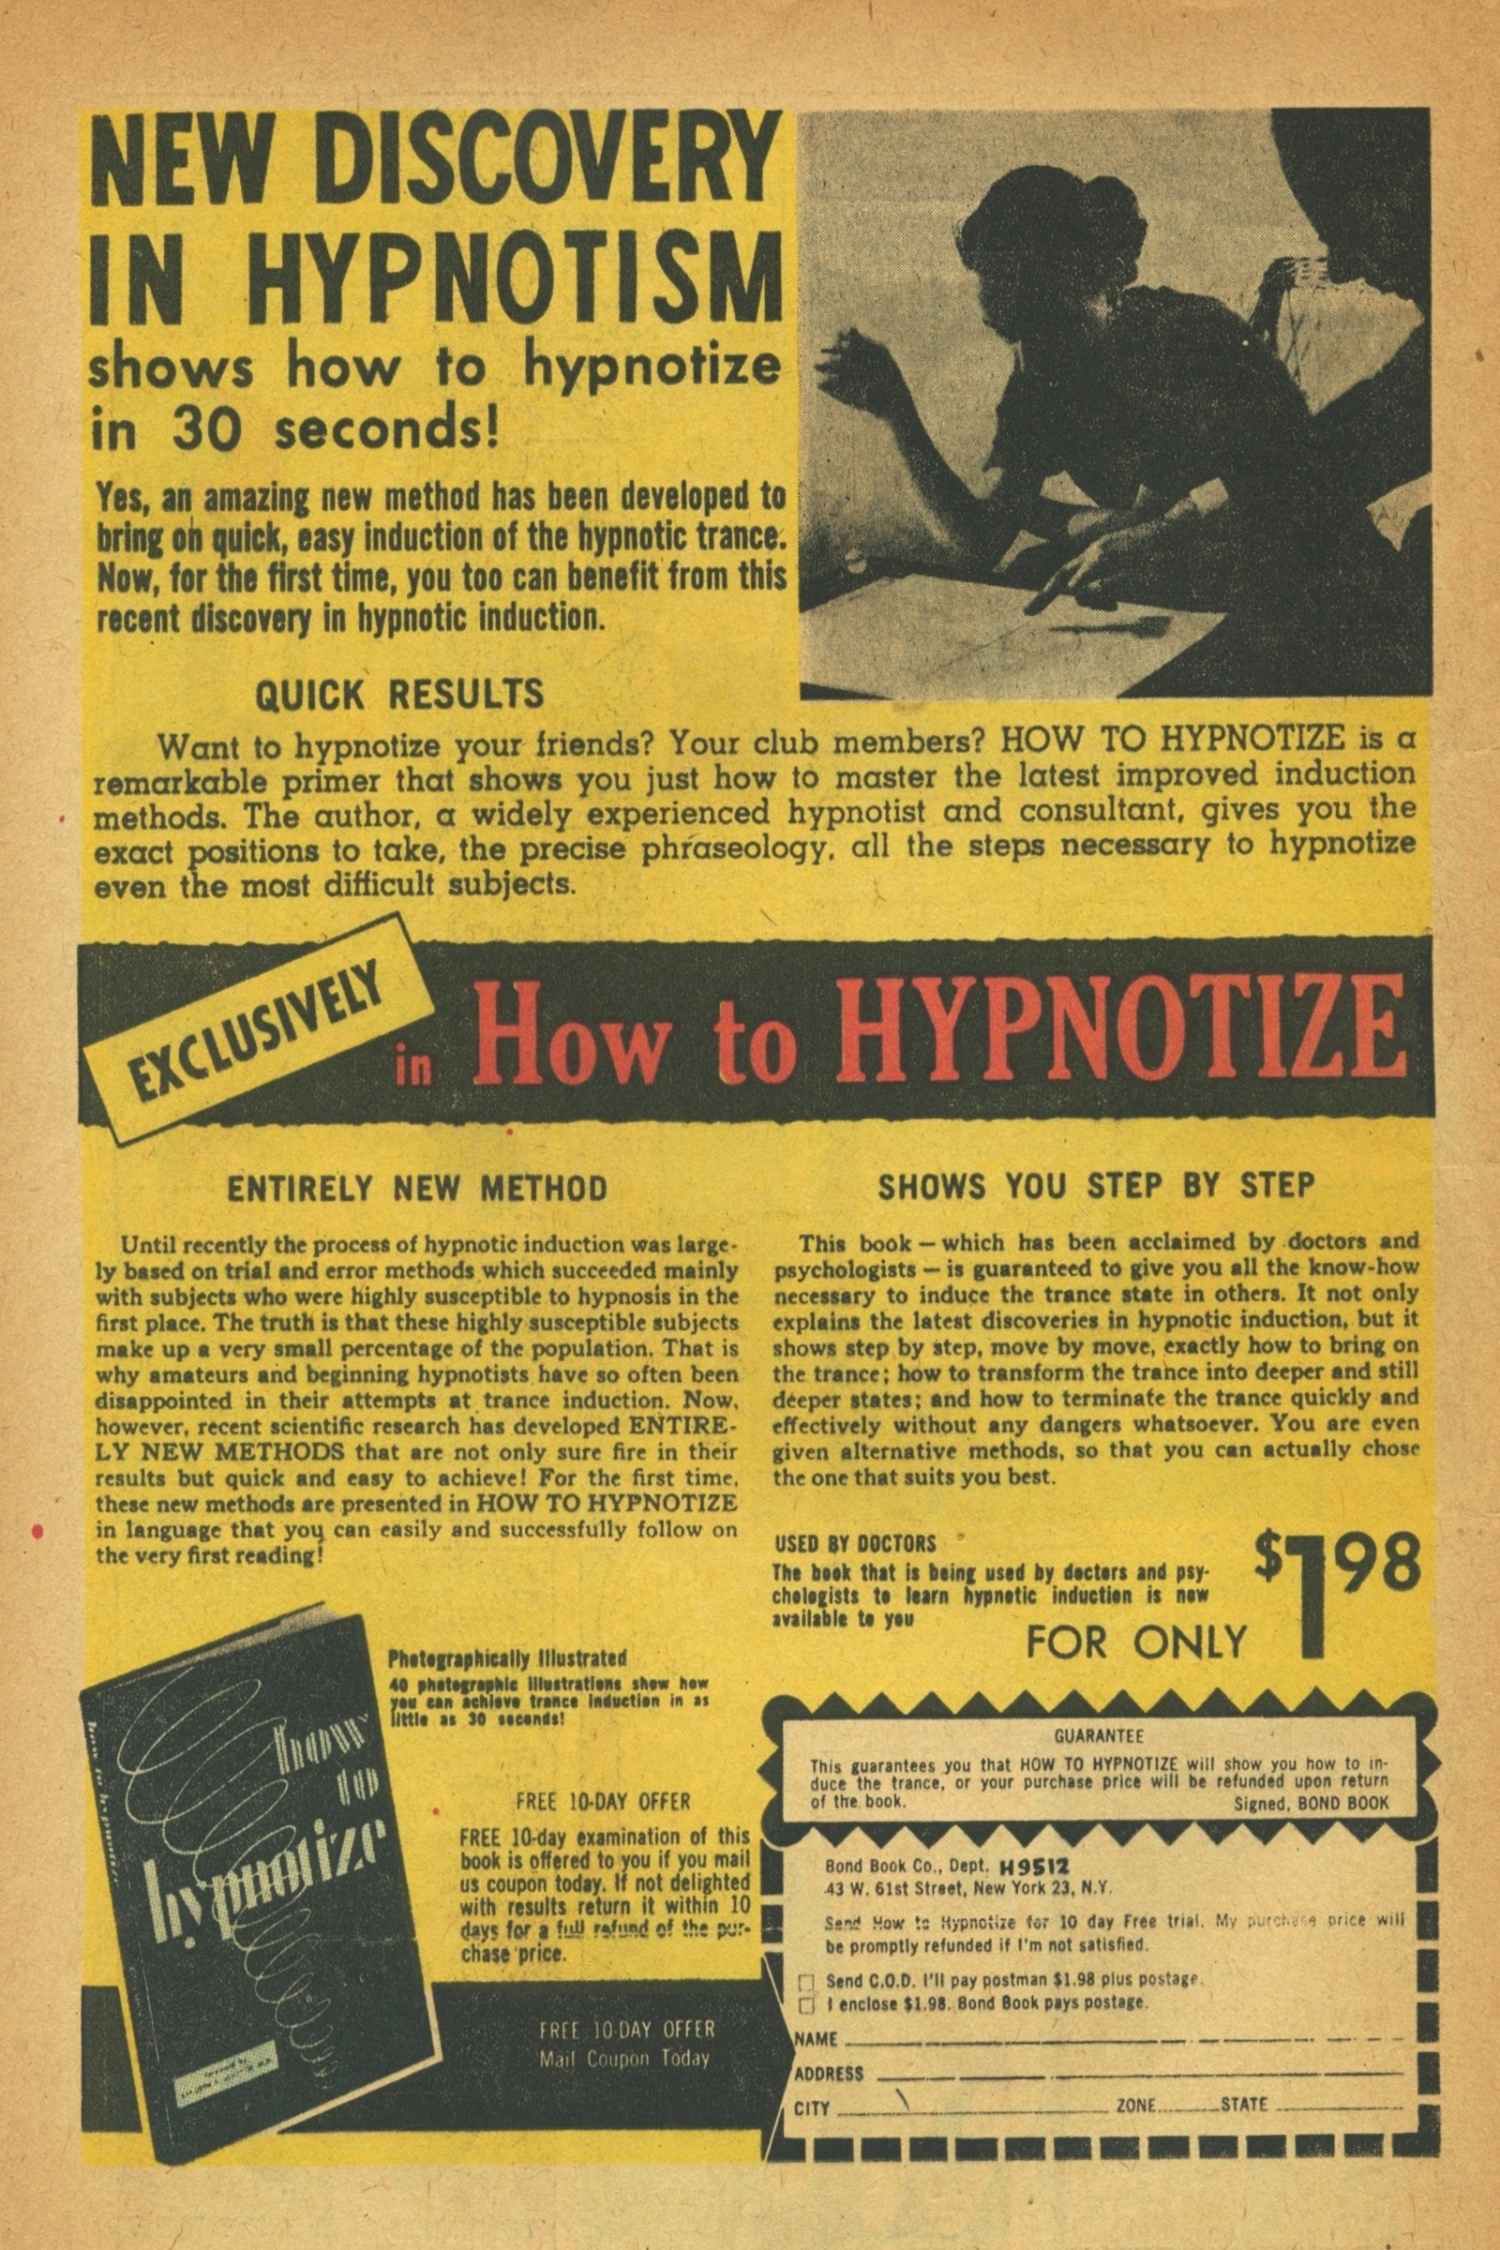 NEW DISCOVERY
IN HYPNOTISM
shows how to hypnotize
in 30 seconds!
Yes, an amazing new method has been developed to
bring on quick, easy induction of the hypnotic trance.
Now, for the first time, you too can benefit from this
recent discovery in hypnotic induction.
QUICK RESULTS
Want to hypnotize your friends? Your club members? HOW TO HYPNOTIZE is a
remarkable primer that shows you just how to master the latest improved induction
methods. The author, a widely experienced hypnotist and consultant, gives you the
exact positions to take, the precise phraseology, all the steps necessary to hypnotize
even the most difficult subjects.
EXCLUSIVELY
in How to HYPNOTIZE
ENTIRELY NEW METHOD
Until recently the process of hypnotic induction was large-
ly based on trial and error methods which succeeded mainly
with subjects who were highly susceptible to hypnosis in the
first place. The truth is that these highly susceptible subjects
make up a very small percentage of the population. That is
why amateurs and beginning hypnotists have so often been
disappointed in their attempts at trance induction. Now,
however, recent scientific research has developed ENTIRE-
LY NEW METHODS that are not only sure fire in their
results but quick and easy to achieve! For the first time,
these new methods are presented in HOW TO HYPNOTIZE
in language that you can easily and successfully follow on
the very first reading!
SHOWS YOU STEP BY STEP
This book — which has been acclaimed by doctors and
psychologists — is guaranteed to give you all the know-how
necessary to induce the trance state in others. It not only
explains the latest discoveries in hypnotic induction, but it
shows step by step, move by move, exactly how to bring on
the trance; how to transform the trance into deeper and still
deeper states; and how to terminate the trance quickly and
effectively without any dangers whatsoever. You are even
given alternative methods, so that you can actually chose
the one that suits you best.
USED BY DOCTORS
The book that is being used by doctors and psy-
chologists to learn hypnotic induction is now
available to you
FOR ONLY
$1 98
how to hypnotize
how
to
hypnotize
Photographically Illustrated
40 photographic illustrations show how
you can achieve trance induction in as
little as 30 seconds!
FREE 10-DAY OFFER
FREE 10-day examination of this
book is offered to you if you mail
us coupon today. If not delighted
with results return it within 10
days for a full refund of the pur-
chase price.
FREE 10-DAY OFFER
Mail Coupon Today
GUARANTEE
This guarantees you that HOW TO HYPNOTIZE will show you how to in-
duce the trance, or your purchase price will be refunded upon return
of the book.
Signed, BOND BOOK
Bond Book Co., Dept. H9512
43 W. 61st Street, New York 23, N.Y.
Send How to Hypnotize for 10 day Free trial. My purchase price will
be promptly refunded if I'm not satisfied.
Send C.O.D. I'll pay postman $1.98 plus postage.
I enclose $1.98. Bond Book pays postage.
NAME
ADDRESS
CITY ZONE STATE